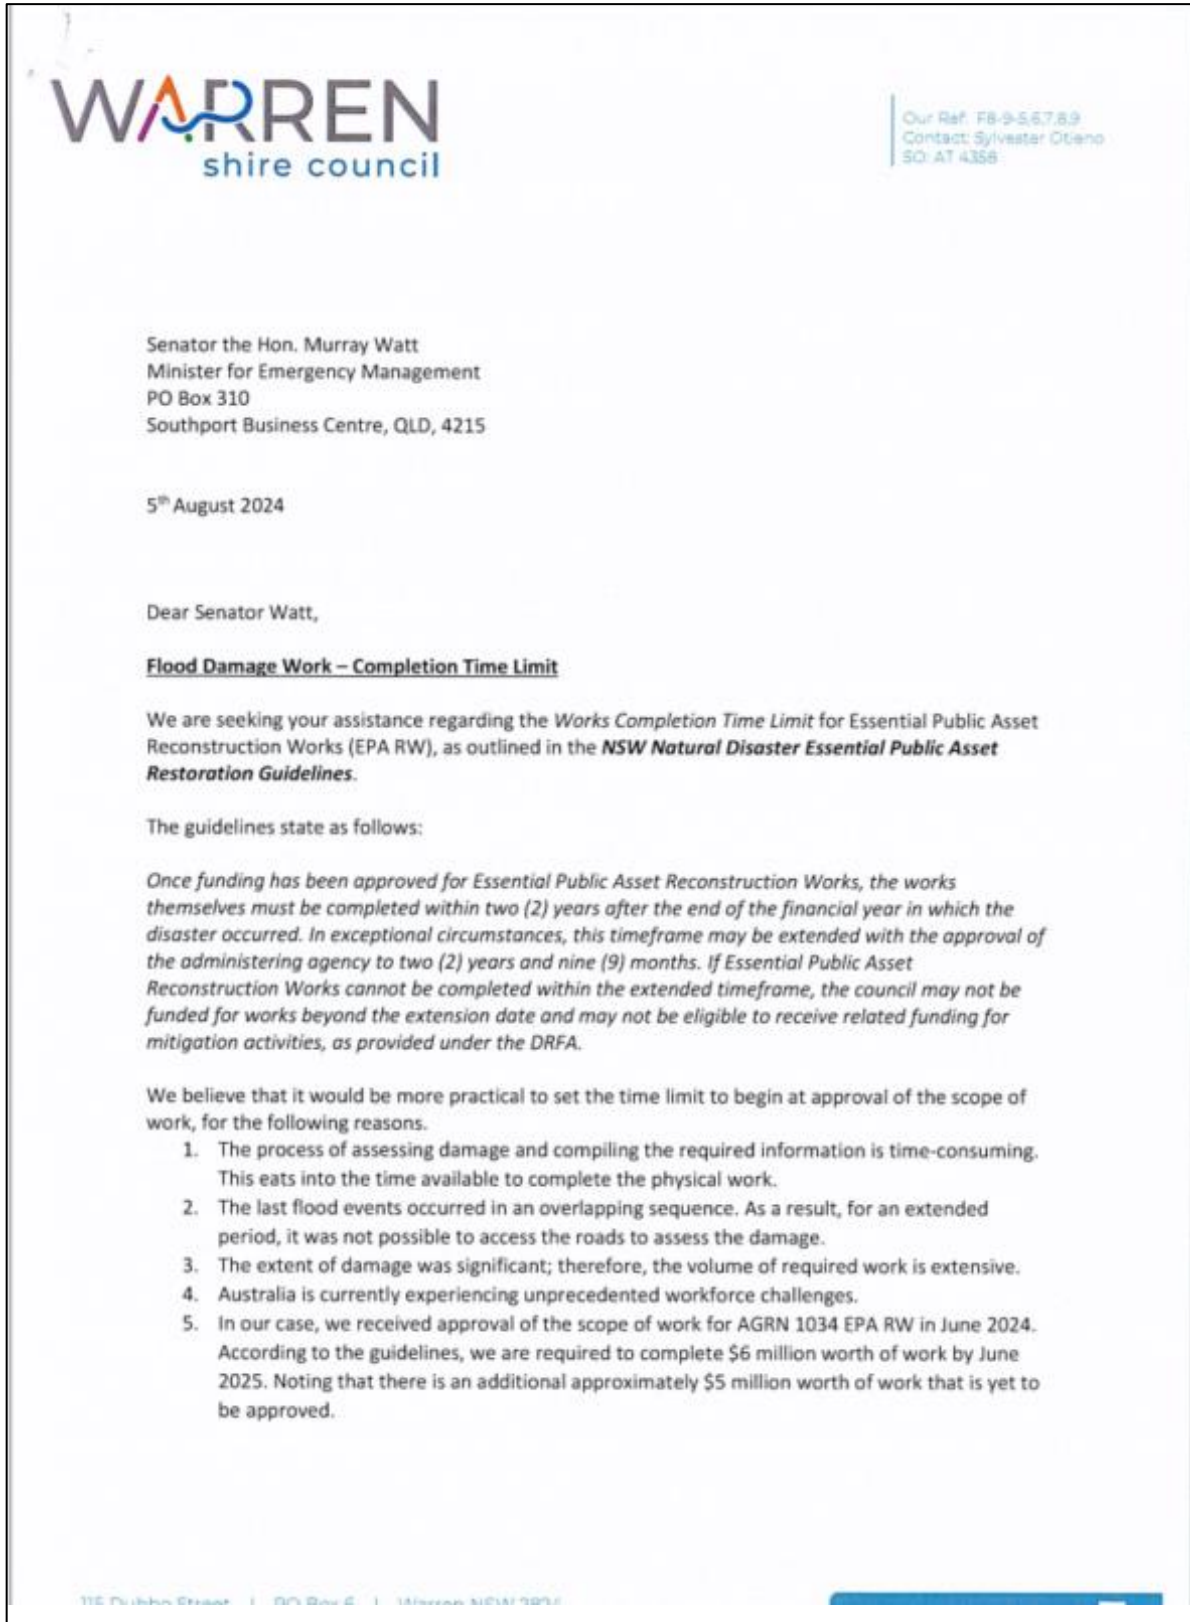 WARREN
shire council
Our Ref: F8-9-5,6,7,8,9
Contact: Sylvester Otieno
SO: AT 4358
Senator the Hon. Murray Watt
Minister for Emergency Management
PO Box 310
Southport Business Centre, QLD, 4215
5th August 2024
Dear Senator Watt,
Flood Damage Work – Completion Time Limit
We are seeking your assistance regarding the Works Completion Time Limit for Essential Public Asset
Reconstruction Works (EPA RW), as outlined in the NSW Natural Disaster Essential Public Asset
Restoration Guidelines.
The guidelines state as follows:
Once funding has been approved for Essential Public Asset Reconstruction Works, the works
themselves must be completed within two (2) years after the end of the financial year in which the
disaster occurred. In exceptional circumstances, this timeframe may be extended with the approval of
the administering agency to two (2) years and nine (9) months. If Essential Public Asset
Reconstruction Works cannot be completed within the extended timeframe, the council may not be
funded for works beyond the extension date and may not be eligible to receive related funding for
mitigation activities, as provided under the DRFA.
We believe that it would be more practical to set the time limit to begin at approval of the scope of
work, for the following reasons.
1. The process of assessing damage and compiling the required information is time-consuming.
This eats into the time available to complete the physical work.
2. The last flood events occurred in an overlapping sequence. As a result, for an extended
period, it was not possible to access the roads to assess the damage.
3. The extent of damage was significant; therefore, the volume of required work is extensive.
4. Australia is currently experiencing unprecedented workforce challenges.
5. In our case, we received approval of the scope of work for AGRN 1034 EPA RW in June 2024.
According to the guidelines, we are required to complete $6 million worth of work by June
2025. Noting that there is an additional approximately $5 million worth of work that is yet to
be approved.
115 Dubbo Street | PO Box 6 | Warren NSW 2824